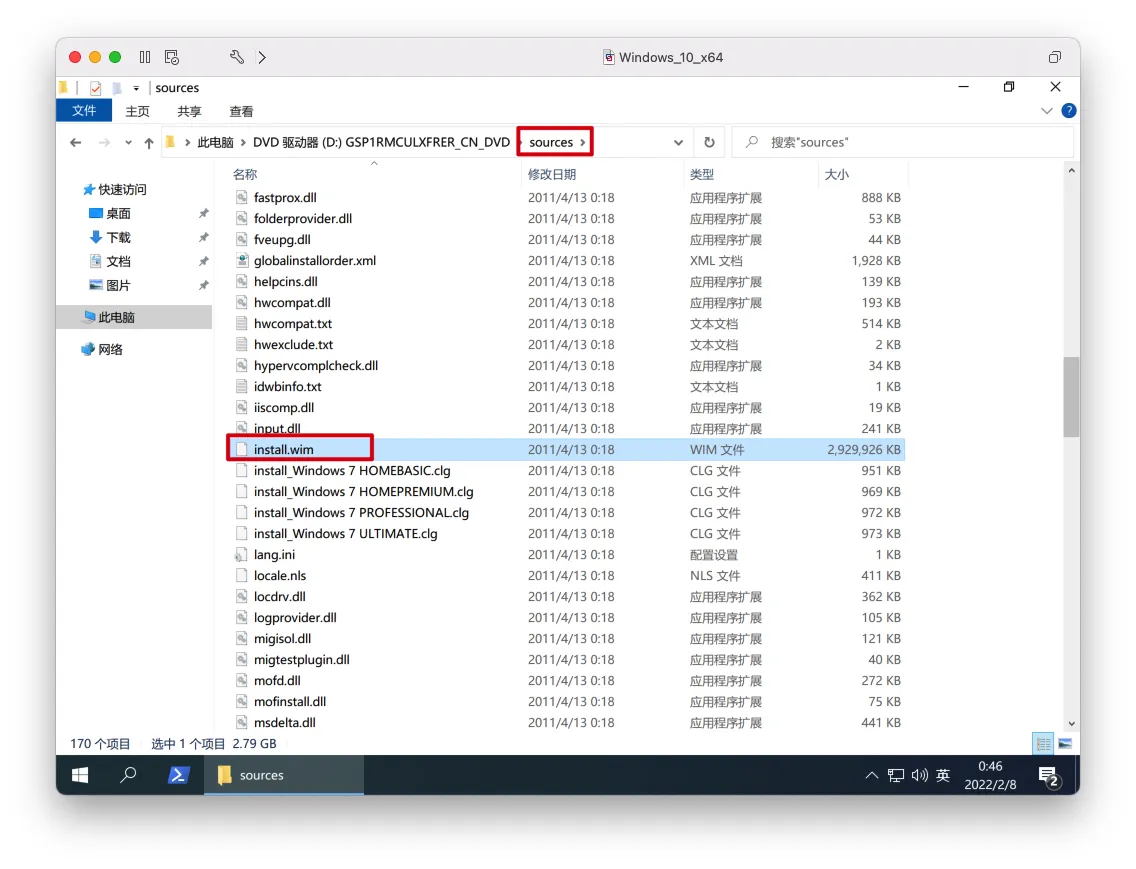 Windows_10_x64
sources
文件 主页 共享 查看
此电脑 DVD 驱动器 (D:) GSP1RMCULXFRER_CN_DVD sources 搜索"sources"
名称 修改日期 类型 大小
快速访问
桌面
下载
文档
图片
此电脑
网络
fastprox.dll 2011/4/13 0:18 应用程序扩展 888 KB
folderprovider.dll 2011/4/13 0:18 应用程序扩展 53 KB
fveupg.dll 2011/4/13 0:18 应用程序扩展 44 KB
globalinstallorder.xml 2011/4/13 0:18 XML 文档 1,928 KB
helpcins.dll 2011/4/13 0:18 应用程序扩展 139 KB
hwcompat.dll 2011/4/13 0:18 应用程序扩展 193 KB
hwcompat.txt 2011/4/13 0:18 文本文档 514 KB
hwexclude.txt 2011/4/13 0:18 文本文档 2 KB
hypervcomplcheck.dll 2011/4/13 0:18 应用程序扩展 34 KB
idwbinfo.txt 2011/4/13 0:18 文本文档 1 KB
iiscomp.dll 2011/4/13 0:18 应用程序扩展 19 KB
input.dll 2011/4/13 0:18 应用程序扩展 241 KB
install.wim 2011/4/13 0:18 WIM 文件 2,929,926 KB
install_Windows 7 HOMEBASIC.clg 2011/4/13 0:18 CLG 文件 951 KB
install_Windows 7 HOMEPREMIUM.clg 2011/4/13 0:18 CLG 文件 969 KB
install_Windows 7 PROFESSIONAL.clg 2011/4/13 0:18 CLG 文件 972 KB
install_Windows 7 ULTIMATE.clg 2011/4/13 0:18 CLG 文件 973 KB
lang.ini 2011/4/13 0:18 配置设置 1 KB
locale.nls 2011/4/13 0:18 NLS 文件 411 KB
locdrv.dll 2011/4/13 0:18 应用程序扩展 362 KB
logprovider.dll 2011/4/13 0:18 应用程序扩展 105 KB
migisol.dll 2011/4/13 0:18 应用程序扩展 121 KB
migtestplugin.dll 2011/4/13 0:18 应用程序扩展 40 KB
mofd.dll 2011/4/13 0:18 应用程序扩展 272 KB
mofinstall.dll 2011/4/13 0:18 应用程序扩展 75 KB
msdelta.dll 2011/4/13 0:18 应用程序扩展 441 KB
170 个项目 选中 1 个项目 2.79 GB
sources 英 0:46
2022/2/8 2